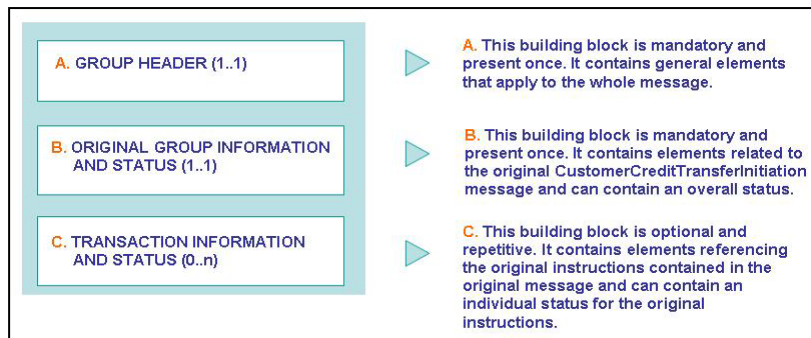 A. GROUP HEADER (1..1)
A. This building block is mandatory and
present once. It contains general elements
that apply to the whole message.
B. ORIGINAL GROUP INFORMATION
AND STATUS (1..1)
B. This building block is mandatory and
present once. It contains elements related to
the original CustomerCreditTransferInitiation
message and can contain an overall status.
C. TRANSACTION INFORMATION
AND STATUS (0..n)
C. This building block is optional and
repetitive. It contains elements referencing
the original instructions contained in the
original message and can contain an
individual status for the original
instructions.